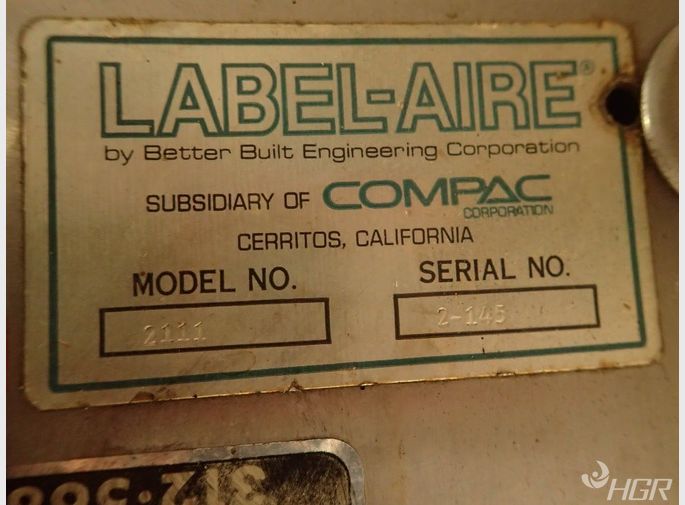 LABEL-AIRE®
by Better Built Engineering Corporation
SUBSIDIARY OF COMPAC
CORPORATION
CERRITOS, CALIFORNIA
MODEL NO. SERIAL NO.
2111 2-145
HGR